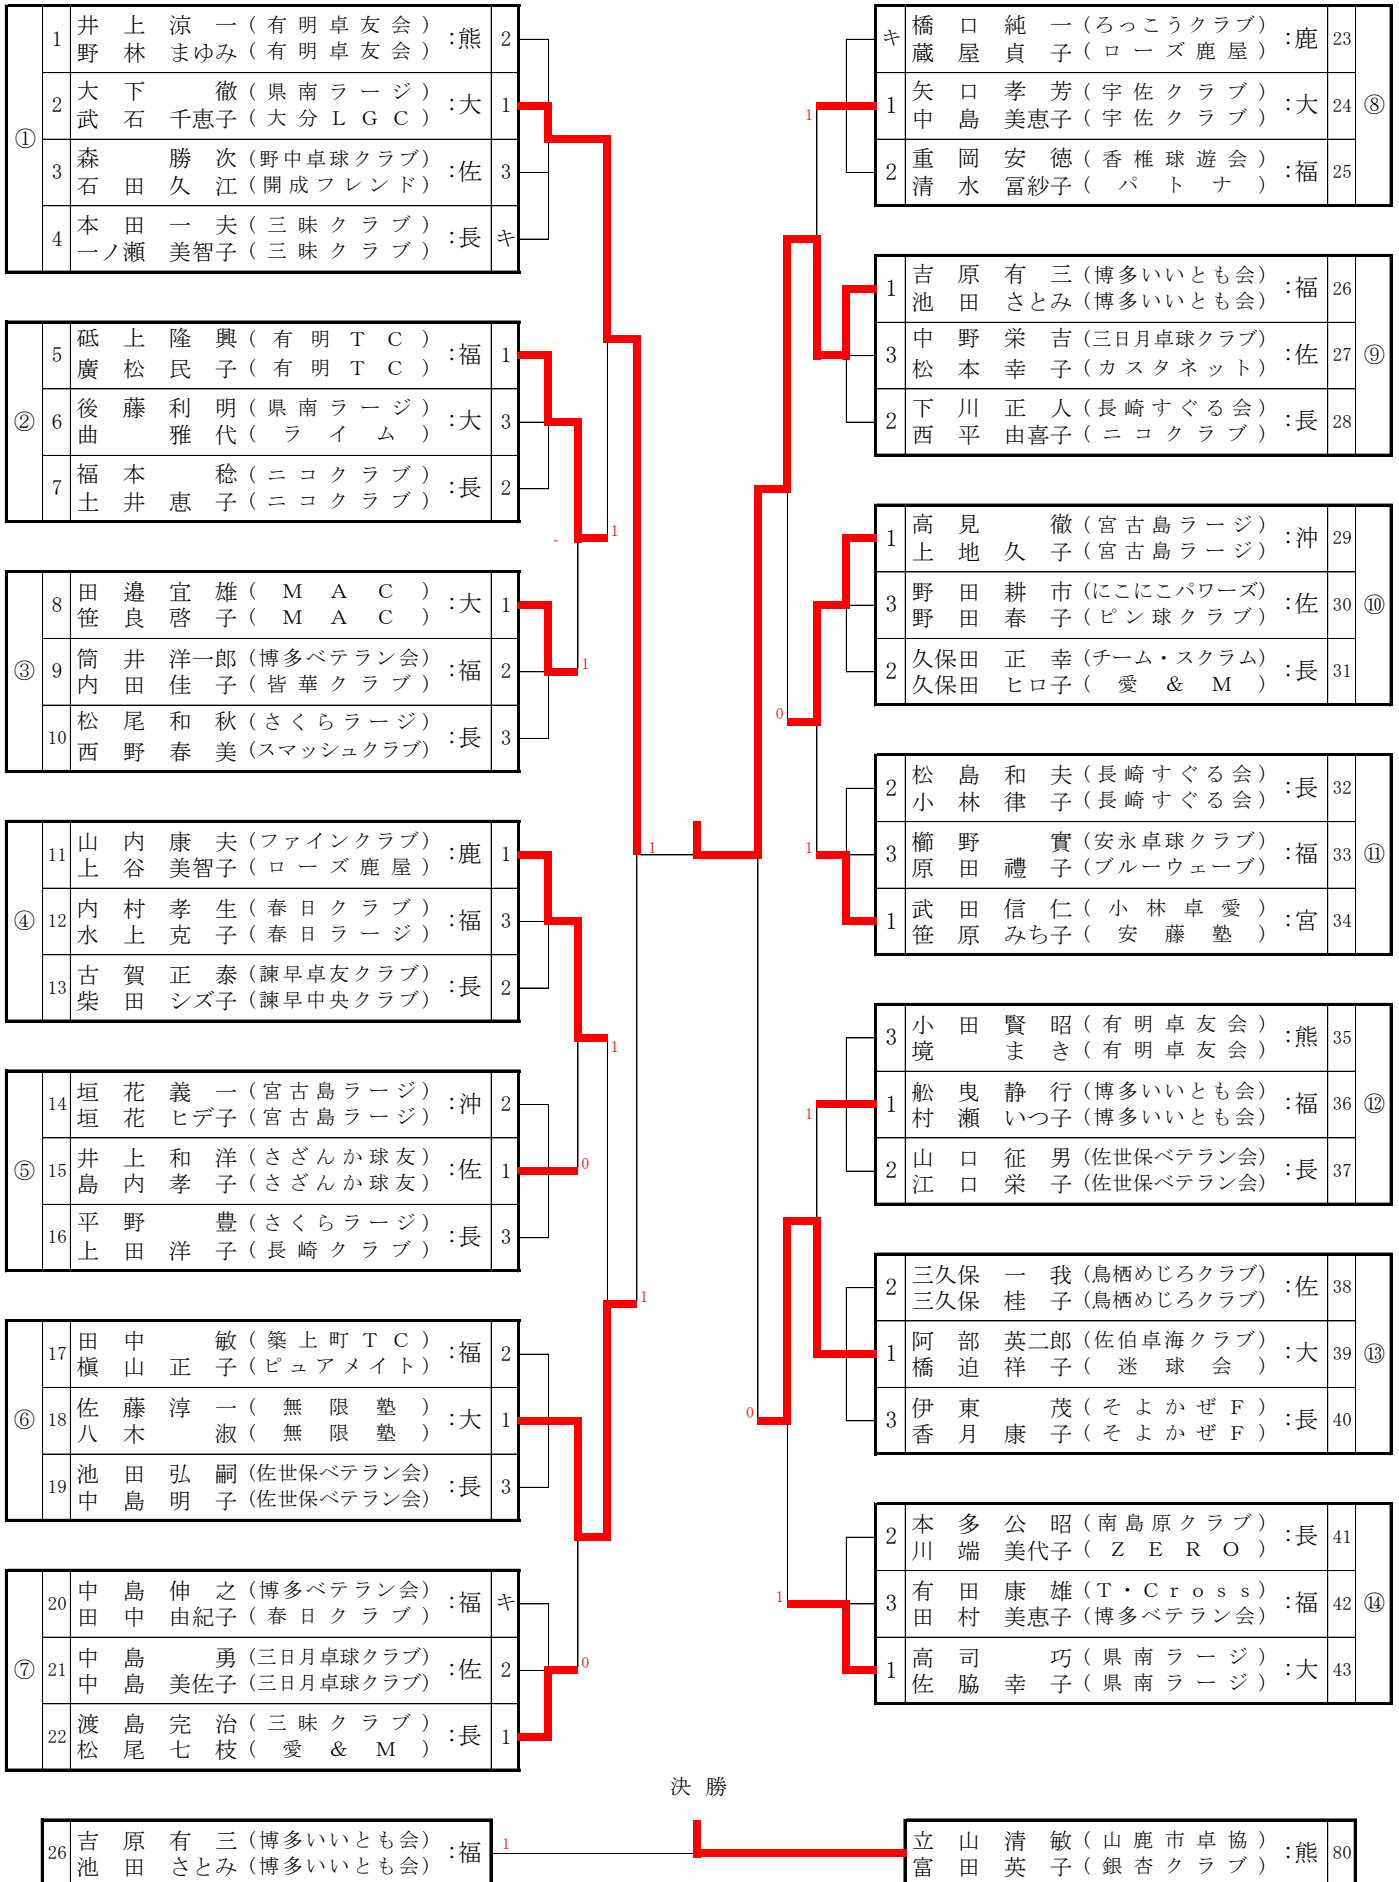 ①
1 井上涼一(有明卓友会) :熊 2
野林まゆみ(有明卓友会)
2 大下徹(県南ラージ) :大 1
武石千恵子(大分LGC)
3 森勝次(野中卓球クラブ) :佐 3
石田久江(開成フレンド)
4 本田一夫(三昧クラブ) :長 キ
一ノ瀬美智子(三昧クラブ)
②
5 砥上隆興(有明TC) :福 1
廣松民子(有明TC)
6 後藤利明(県南ラージ) :大 3
曲雅代(ライム)
7 福本稔(ニコクラブ) :長 2
土井恵子(ニコクラブ)
1
③
8 田邉宜雄(MAC) :大 1
笹良啓子(MAC)
9 筒井洋一郎(博多ベテラン会) :福 2
内田佳子(皆華クラブ)
10 松尾和秋(さくらラージ) :長 3
西野春美(スマッシュクラブ)
1
④
11 山内康夫(ファインクラブ) :鹿 1
上谷美智子(ローズ鹿屋)
12 内村孝生(春日クラブ) :福 3
水上克子(春日ラージ)
13 古賀正泰(諫早卓友クラブ) :長 2
柴田シズ子(諫早中央クラブ)
1
1
⑤
14 垣花義一(宮古島ラージ) :沖 2
垣花ヒデ子(宮古島ラージ)
15 井上和洋(さざんか球友) :佐 1
島内孝子(さざんか球友)
16 平野豊(さくらラージ) :長 3
上田洋子(長崎クラブ)
0
1
⑥
17 田中敏(築上町TC) :福 2
槇山正子(ピュアメイト)
18 佐藤淳一(無限塾) :大 1
八木淑(無限塾)
19 池田弘嗣(佐世保ベテラン会) :長 3
中島明子(佐世保ベテラン会)
⑦
20 中島伸之(博多ベテラン会) :福 キ
田中由紀子(春日クラブ)
21 中島勇(三日月卓球クラブ) :佐 2
中島美佐子(三日月卓球クラブ)
22 渡島完治(三昧クラブ) :長 1
松尾七枝(愛&M)
0
キ 橋口純一(ろっこうクラブ) :鹿 23
蔵屋貞子(ローズ鹿屋)
1 矢口孝芳(宇佐クラブ) :大 24
中島美恵子(宇佐クラブ)
2 重岡安徳(香椎球遊会) :福 25
清水冨紗子(パートナー)
⑧
1
1 吉原有三(博多いいとも会) :福 26
池田さとみ(博多いいとも会)
3 中野栄吉(三日月卓球クラブ) :佐 27
松本幸子(カスタネット)
2 下川正人(長崎すぐる会) :長 28
西平由喜子(ニコクラブ)
⑨
1 高見徹(宮古島ラージ) :沖 29
上地久子(宮古島ラージ)
3 野田耕市(にこにこパワーズ) :佐 30
野田春子(ピン球クラブ)
2 久保田正幸(チーム・スクラム) :長 31
久保田ヒロ子(愛&M)
⑩
0
2 松島和夫(長崎すぐる会) :長 32
小林律子(長崎すぐる会)
3 曛野實(安永卓球クラブ) :福 33
原田禮子(ブルーウェーブ)
1 武田信仁(小林卓愛) :宮 34
笹原みち子(安藤塾)
⑪
1
3 小田賢昭(有明卓友会) :熊 35
境まき(有明卓友会)
1 舩曳静行(博多いいとも会) :福 36
村瀬いつ子(博多いいとも会)
2 山口征男(佐世保ベテラン会) :長 37
江口栄子(佐世保ベテラン会)
⑫
1
2 三久保一我(鳥栖めじろクラブ) :佐 38
三久保桂子(鳥栖めじろクラブ)
1 阿部英二郎(佐伯卓海クラブ) :大 39
橋迫祥子(迷球会)
3 伊東茂(そよかぜF) :長 40
香月康子(そよかぜF)
⑬
0
2 本多公昭(南島原クラブ) :長 41
川端美代子(ZERO)
3 有田康雄(T・Cross) :福 42
田村美恵子(博多ベテラン会)
1 高司巧(県南ラージ) :大 43
佐脇幸子(県南ラージ)
⑭
1
決勝
26 吉原有三(博多いいとも会) :福 1
池田さとみ(博多いいとも会)
立山清敏(山鹿市卓協) :熊 80
富田英子(銀杏クラブ)